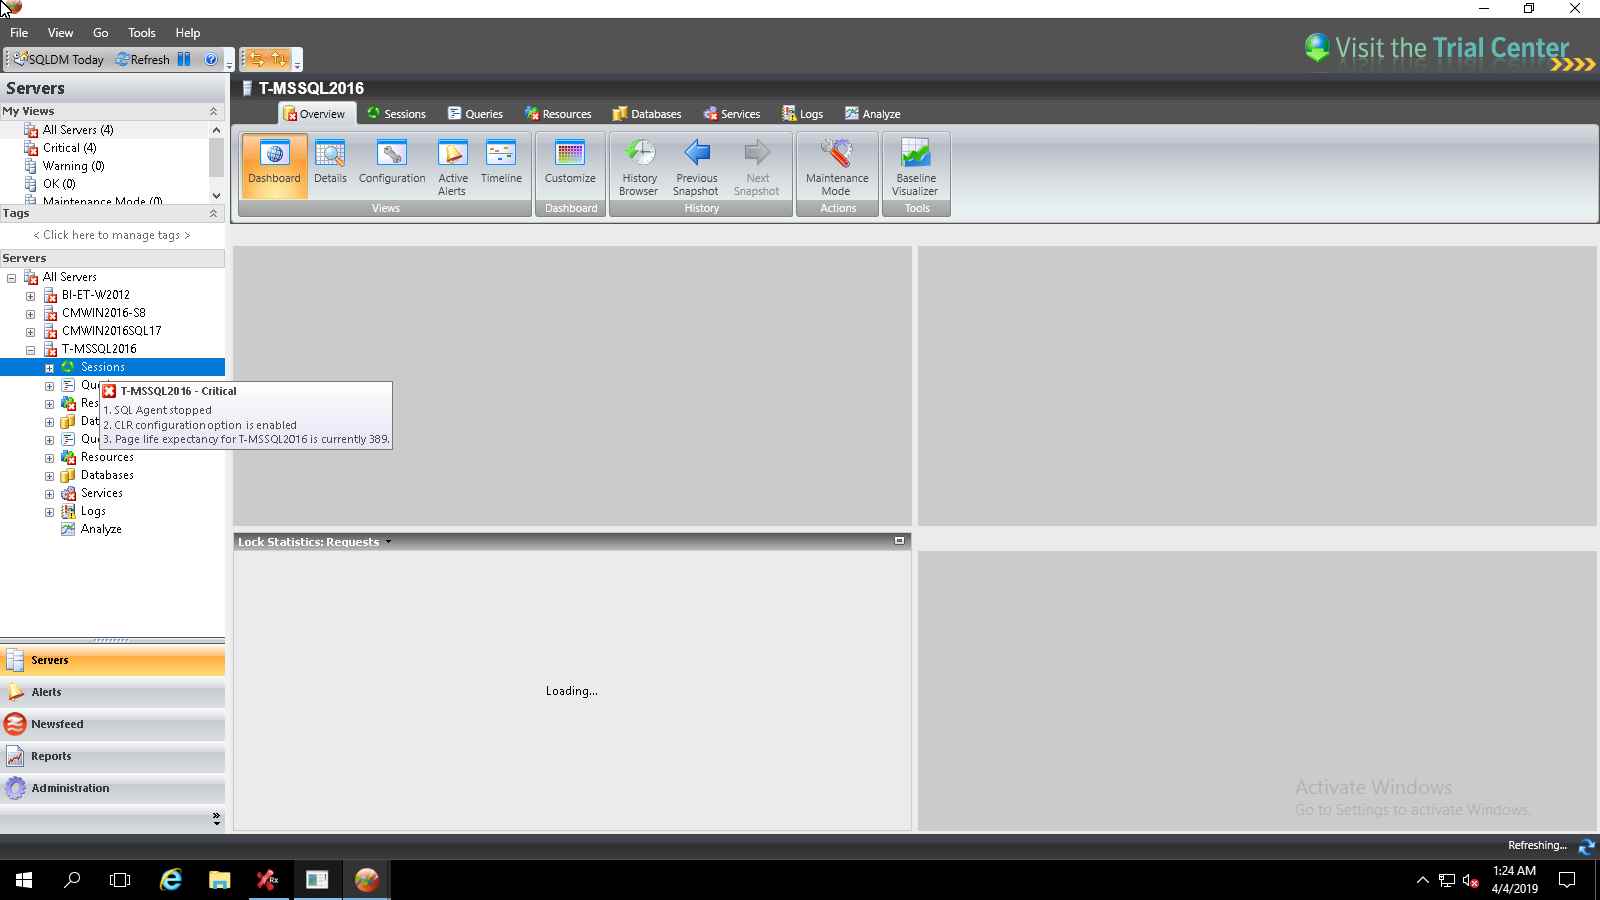 File View Go Tools Help
SQLDM Today Refresh
Visit the Trial Center
Servers
My Views
All Servers (4)
Critical (4)
Warning (0)
OK (0)
Maintenance Mode (0)
Tags
< Click here to manage tags >
Servers
All Servers
BI-ET-W2012
CMWIN2016-S8
CMWIN2016SQL17
T-MSSQL2016
Sessions
Que
Res
Dat
Qu
Resources
Databases
Services
Logs
Analyze
T-MSSQL2016 - Critical
1. SQL Agent stopped
2. CLR configuration option is enabled
3. Page life expectancy for T-MSSQL2016 is currently 389.
Servers
Alerts
Newsfeed
Reports
Administration
T-MSSQL2016
Overview Sessions Queries Resources Databases Services Logs Analyze
Dashboard Details Configuration Active Alerts Timeline Customize History Browser Previous Snapshot Next Snapshot Maintenance Mode Baseline Visualizer
Views Dashboard History Actions Tools
Lock Statistics: Requests
Loading...
Activate Windows
Go to Settings to activate Windows.
Refreshing...
1:24 AM
4/4/2019